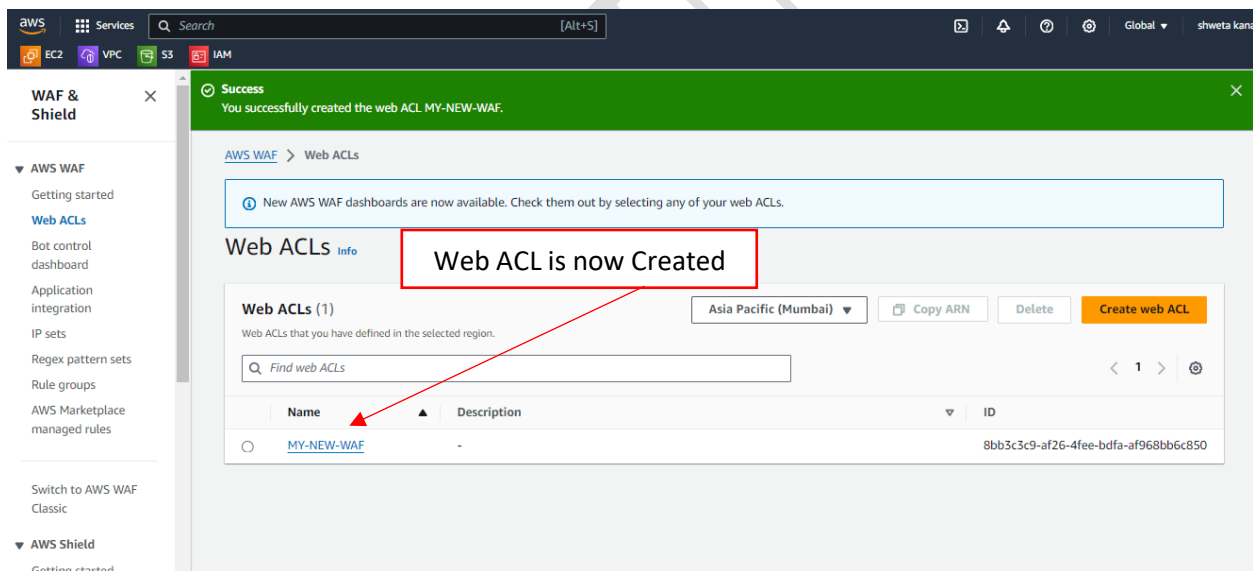 aws
Services
Search
[Alt+S]
Global
shweta kana
EC2
VPC
S3
IAM
WAF &
Shield
Success
You successfully created the web ACL MY-NEW-WAF.
AWS WAF
Getting started
Web ACLs
Bot control
dashboard
Application
integration
IP sets
Regex pattern sets
Rule groups
AWS Marketplace
managed rules
Switch to AWS WAF
Classic
AWS Shield
Getting started
AWS WAF > Web ACLs
New AWS WAF dashboards are now available. Check them out by selecting any of your web ACLs.
Web ACLs Info
Web ACL is now Created
Web ACLs (1)
Web ACLs that you have defined in the selected region.
Asia Pacific (Mumbai)
Copy ARN
Delete
Create web ACL
Find web ACLs
1
Name
Description
ID
MY-NEW-WAF
-
8bb3c3c9-af26-4fee-bdfa-af968bb6c850